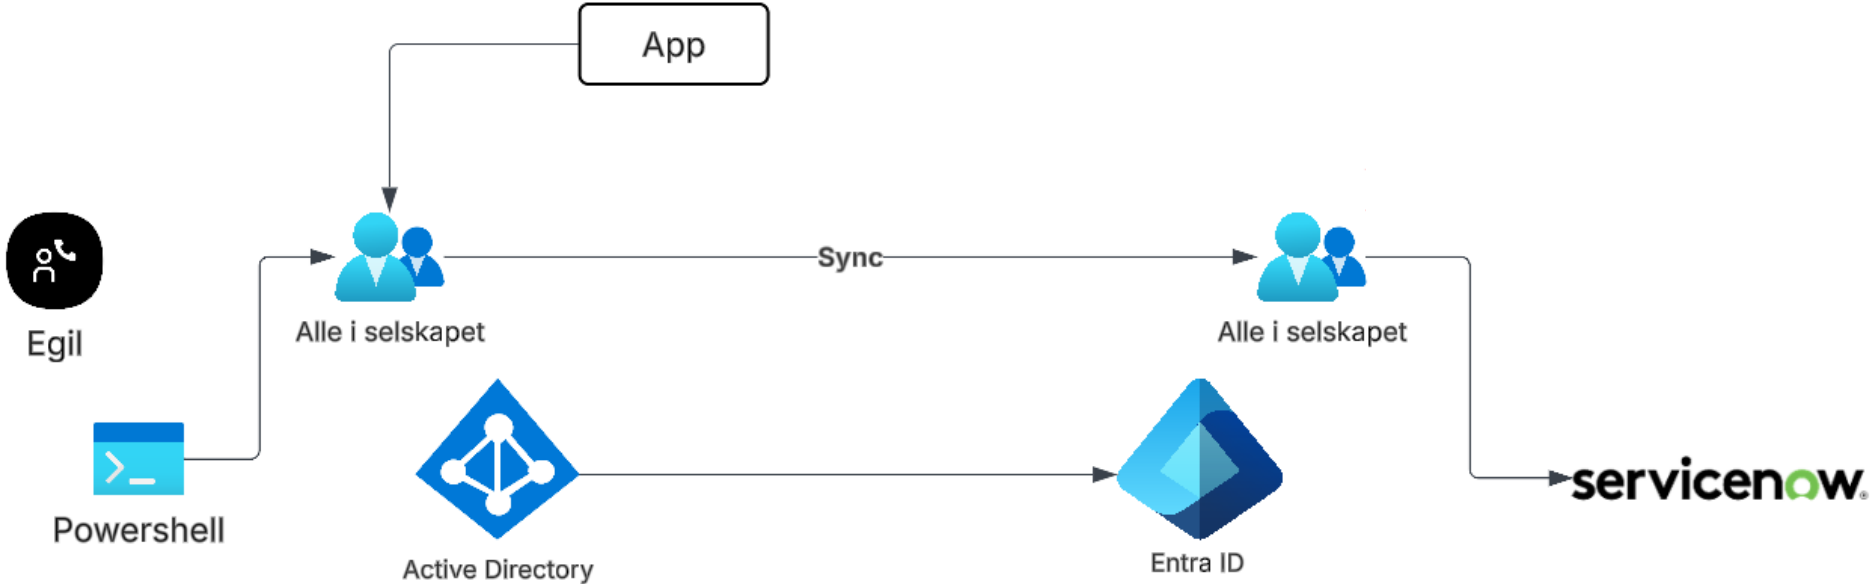 App
Sync
Egil
Alle i selskapet
Alle i selskapet
Powershell
Active Directory
Entra ID
servicenow®